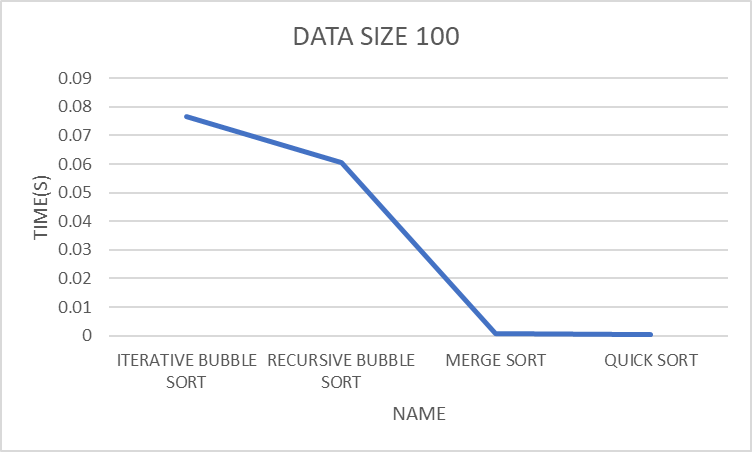 DATA SIZE 100
0.09
0.08
0.07
0.06
0.05
0.04
0.03
0.02
0.01
0
TIME(S)
ITERATIVE BUBBLE SORT
RECURSIVE BUBBLE SORT
MERGE SORT
QUICK SORT
NAME